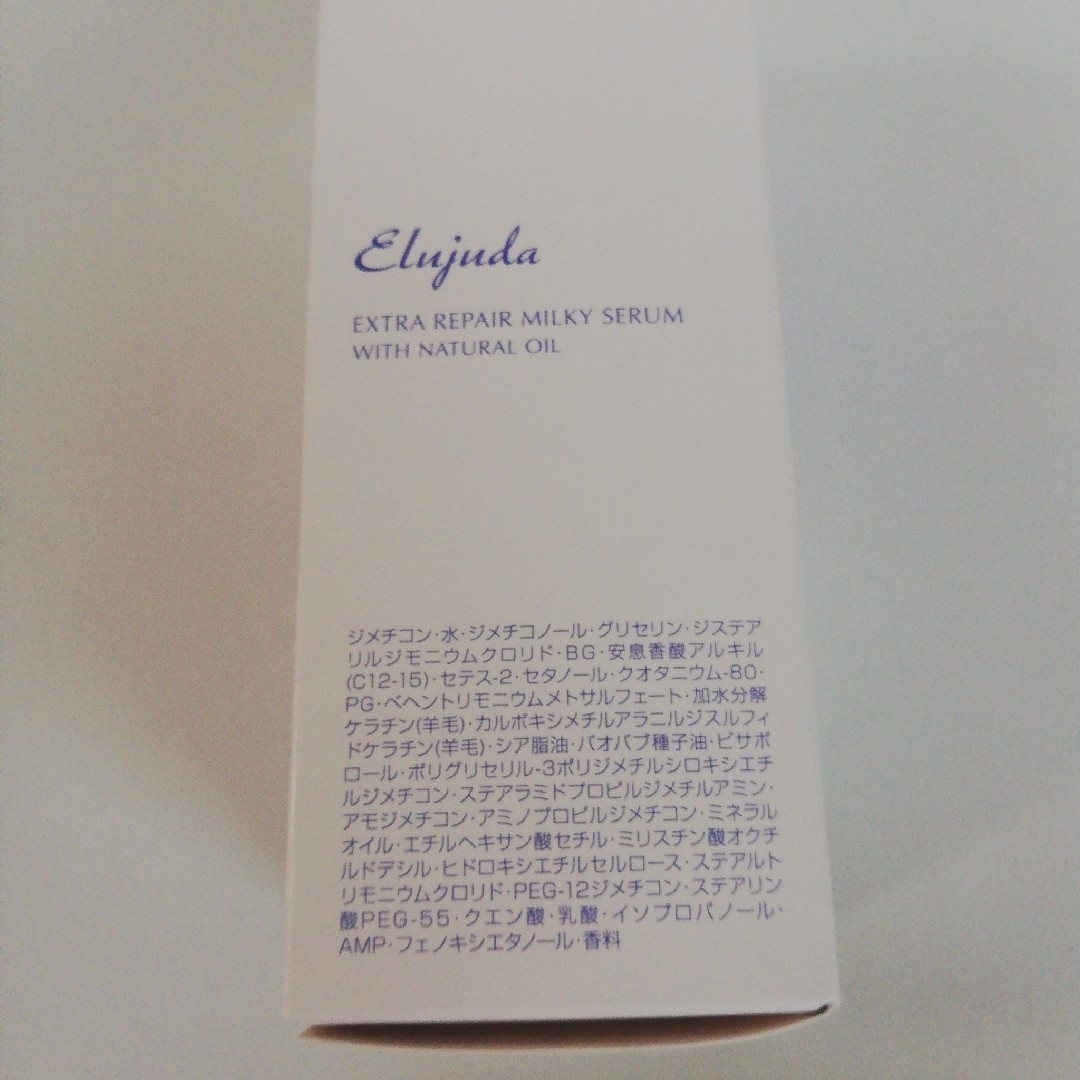 Elujuda
EXTRA REPAIR MILKY SERUM
WITH NATURAL OIL
ジメチコン・水・ジメチコノール・グリセリン・ジステア
リルジモニウムクロリド・BG・安息香酸アルキル
(C12-15)・セテス-2・セタノール・クオタニウム-80・
PG・ベヘントリモニウムメトサルフェート・加水分解
ケラチン(羊毛)・カルボキシメチルアラニルジスルフィ
ドケラチン(羊毛)・シア脂油・バオバブ種子油・ビサボ
ロール・ポリグリセリル-3ポリジメチルシロキシエチ
ルジメチコン・ステアラミドプロピルジメチルアミン・
アモジメチコン・アミノプロピルジメチコン・ミネラル
オイル・エチルヘキサン酸セチル・ミリスチン酸オクチ
ルドデシル・ヒドロキシエチルセルロース・ステアルト
リモニウムクロリド・PEG-12ジメチコン・ステアリン
酸PEG-55・クエン酸・乳酸・イソプロパノール・
AMP・フェノキシエタノール・香料